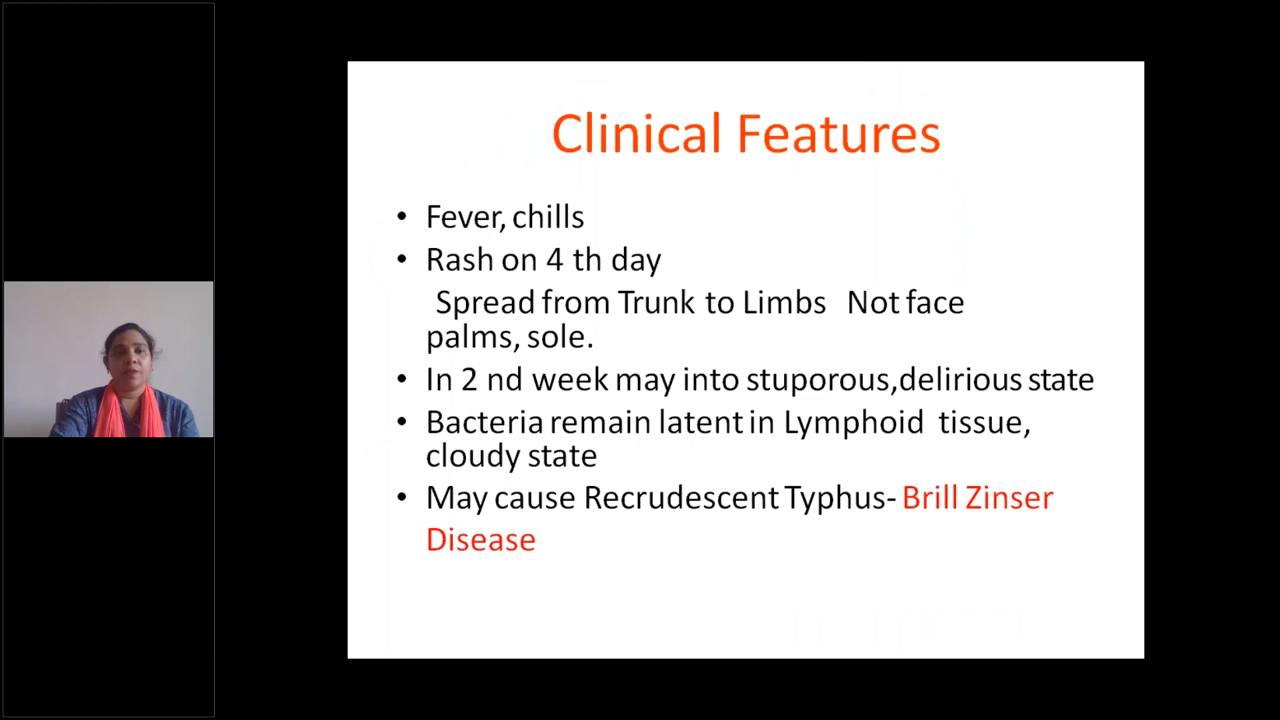 Clinical Features
• Fever, chills
• Rash on 4 th day
Spread from Trunk to Limbs Not face
palms, sole.
• In 2 nd week may into stuporous,delirious state
• Bacteria remain latent in Lymphoid tissue,
cloudy state
• May cause Recrudescent Typhus- Brill Zinser
Disease